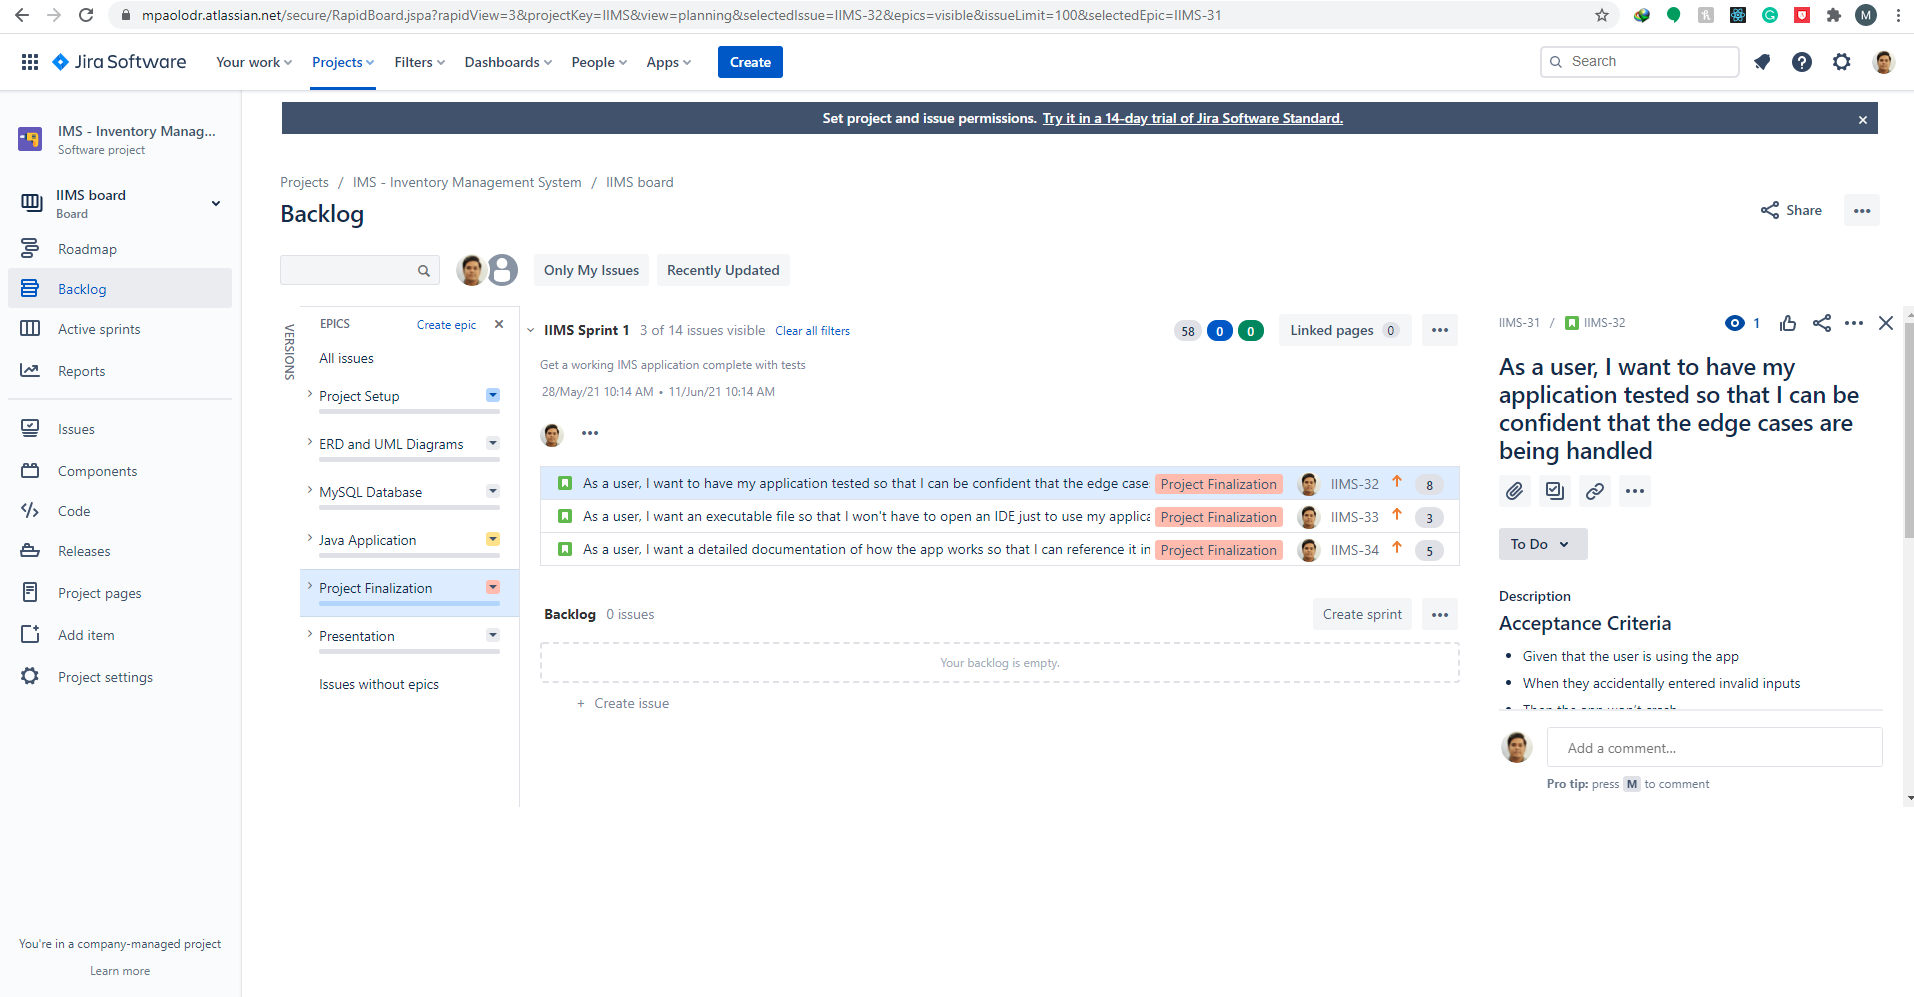 mpaolodr.atlassian.net/secure/RapidBoard.jspa?rapidView=3&projectKey=IIMS&view=planning&selectedIssue=IIMS-32&epics=visible&issueLimit=100&selectedEpic=IIMS-31
M
Jira Software
Your work
Projects
Filters
Dashboards
People
Apps
Create
Search
IMS - Inventory Manag...
Software project
IIMS board
Board
Roadmap
Backlog
Active sprints
Reports
Issues
Components
Code
Releases
Project pages
Add item
Project settings
You're in a company-managed project
Learn more
Set project and issue permissions. Try it in a 14-day trial of Jira Software Standard.
Projects / IMS - Inventory Management System / IIMS board
Backlog
Share
Only My Issues
Recently Updated
VERSIONS
EPICS
Create epic
All issues
Project Setup
ERD and UML Diagrams
MySQL Database
Java Application
Project Finalization
Presentation
Issues without epics
IIMS Sprint 1 3 of 14 issues visible Clear all filters
58 0 0
Linked pages 0
Get a working IMS application complete with tests
28/May/21 10:14 AM • 11/Jun/21 10:14 AM
As a user, I want to have my application tested so that I can be confident that the edge case Project Finalization IIMS-32 8
As a user, I want an executable file so that I won't have to open an IDE just to use my applica Project Finalization IIMS-33 3
As a user, I want a detailed documentation of how the app works so that I can reference it in Project Finalization IIMS-34 5
Backlog 0 issues
Create sprint
Your backlog is empty.
+ Create issue
IIMS-31 / IIMS-32
1
As a user, I want to have my
application tested so that I can be
confident that the edge cases are
being handled
To Do
Description
Acceptance Criteria
• Given that the user is using the app
• When they accidentally entered invalid inputs
• Then the app won't crash
Add a comment...
Pro tip: press M to comment